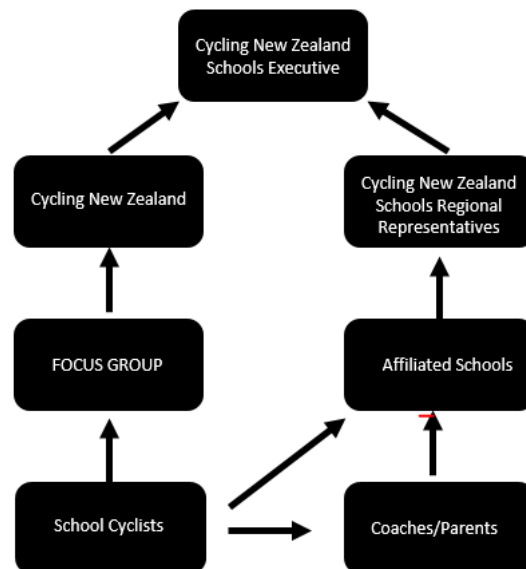 Cycling New Zealand
Schools Executive
Cycling New Zealand
Cycling New Zealand
Schools Regional
Representatives
FOCUS GROUP
Affiliated Schools
School Cyclists
Coaches/Parents